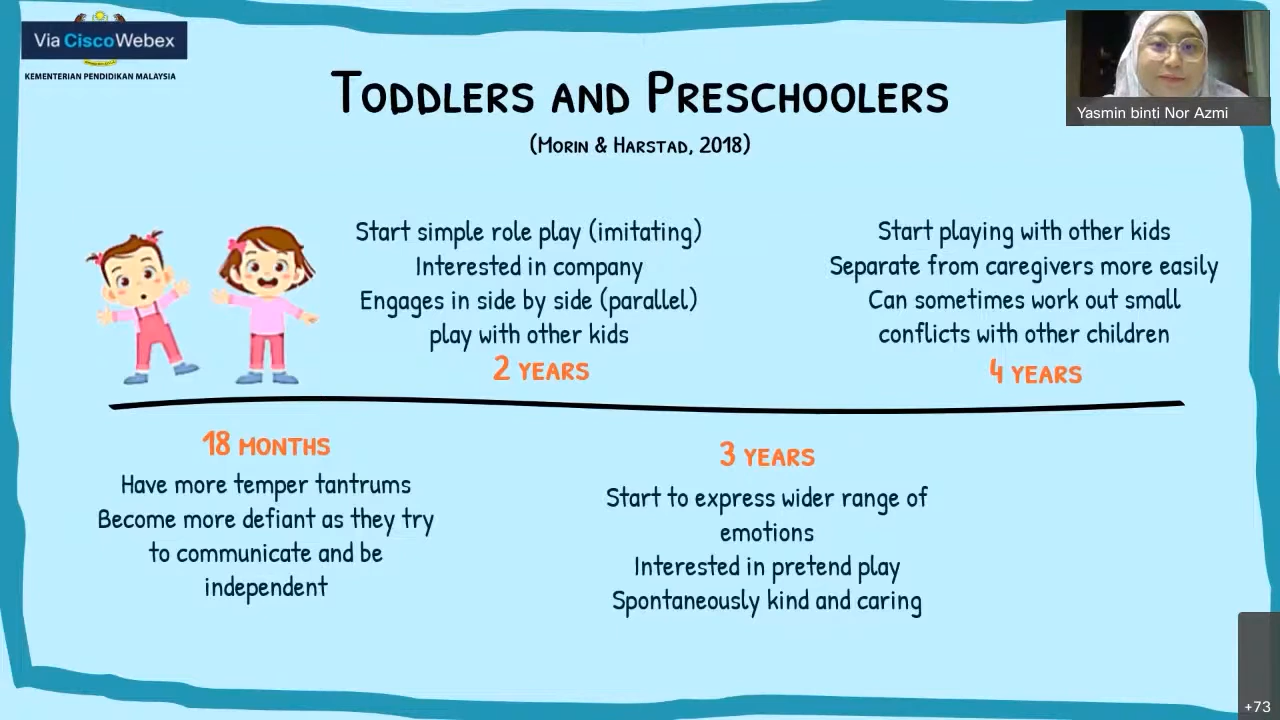 Via CiscoWebex
KEMENTERIAN PENDIDIKAN MALAYSIA
Yasmin binti Nor Azmi
TODDLERS AND PRESCHOOLERS
(MORIN & HARSTAD, 2018)
Start simple role play (imitating)
Interested in company
Engages in side by side (parallel)
play with other kids
2 YEARS
Start playing with other kids
Separate from caregivers more easily
Can sometimes work out small
conflicts with other children
4 YEARS
18 MONTHS
Have more temper tantrums
Become more defiant as they try
to communicate and be
independent
3 YEARS
Start to express wider range of
emotions
Interested in pretend play
Spontaneously kind and caring
+73